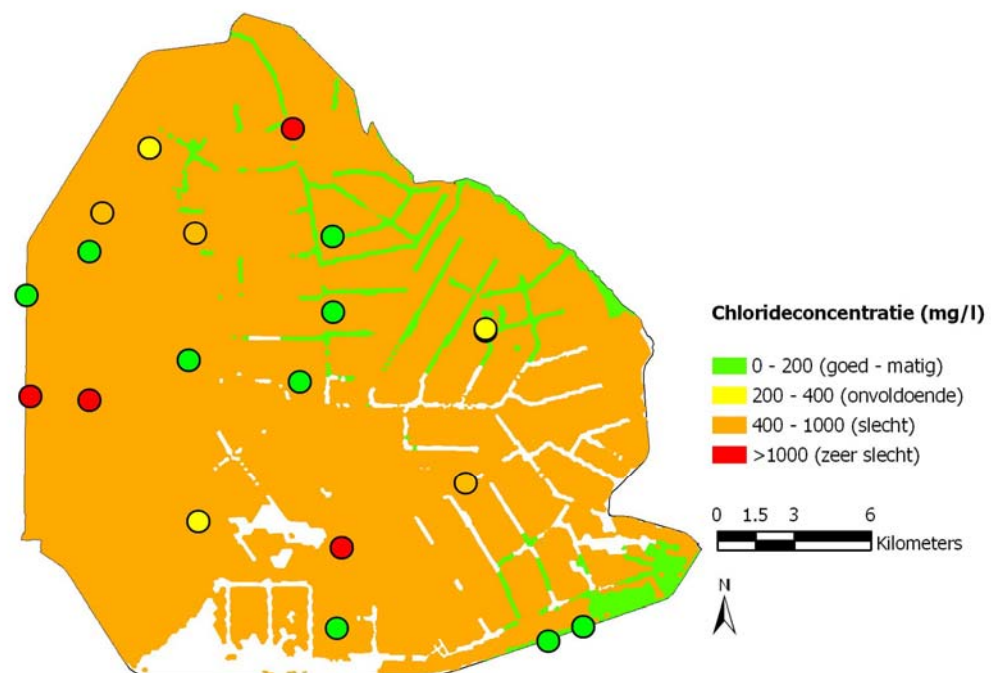 Chlorideconcentratie (mg/l)
0 - 200 (goed - matig)
200 - 400 (onvoldoende)
400 - 1000 (slecht)
>1000 (zeer slecht)
0 1.5 3 6
Kilometers
N